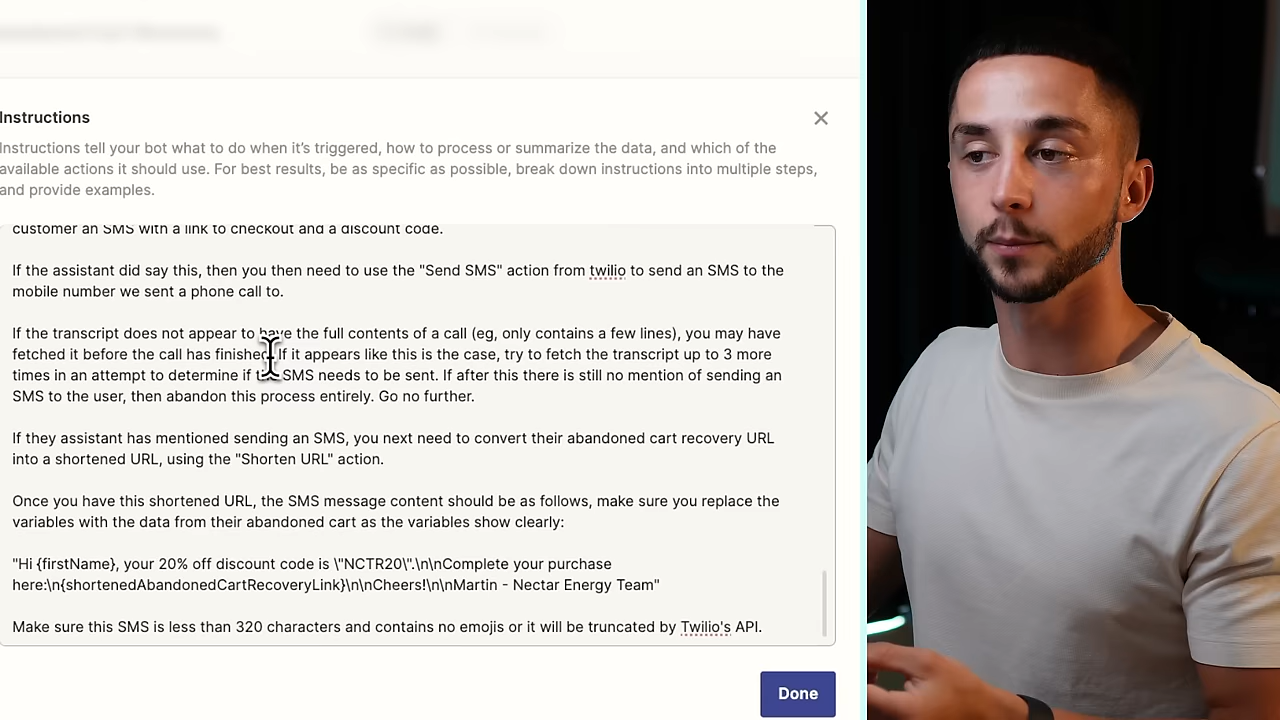 Instructions
Instructions tell your bot what to do when it's triggered, how to process or summarize the data, and which of the
available actions it should use. For best results, be as specific as possible, break down instructions into multiple steps,
and provide examples.
customer an SMS with a link to checkout and a discount code.
If the assistant did say this, then you then need to use the "Send SMS" action from twilio to send an SMS to the
mobile number we sent a phone call to.
If the transcript does not appear to have the full contents of a call (eg, only contains a few lines), you may have
fetched it before the call has finished. If it appears like this is the case, try to fetch the transcript up to 3 more
times in an attempt to determine if the SMS needs to be sent. If after this there is still no mention of sending an
SMS to the user, then abandon this process entirely. Go no further.
If they assistant has mentioned sending an SMS, you next need to convert their abandoned cart recovery URL
into a shortened URL, using the "Shorten URL" action.
Once you have this shortened URL, the SMS message content should be as follows, make sure you replace the
variables with the data from their abandoned cart as the variables show clearly:
"Hi {firstName}, your 20% off discount code is \"NCTR20\".\n\nComplete your purchase
here:\n{shortenedAbandonedCartRecoveryLink}\n\nCheers!\n\nMartin - Nectar Energy Team"
Make sure this SMS is less than 320 characters and contains no emojis or it will be truncated by Twilio's API.
Done